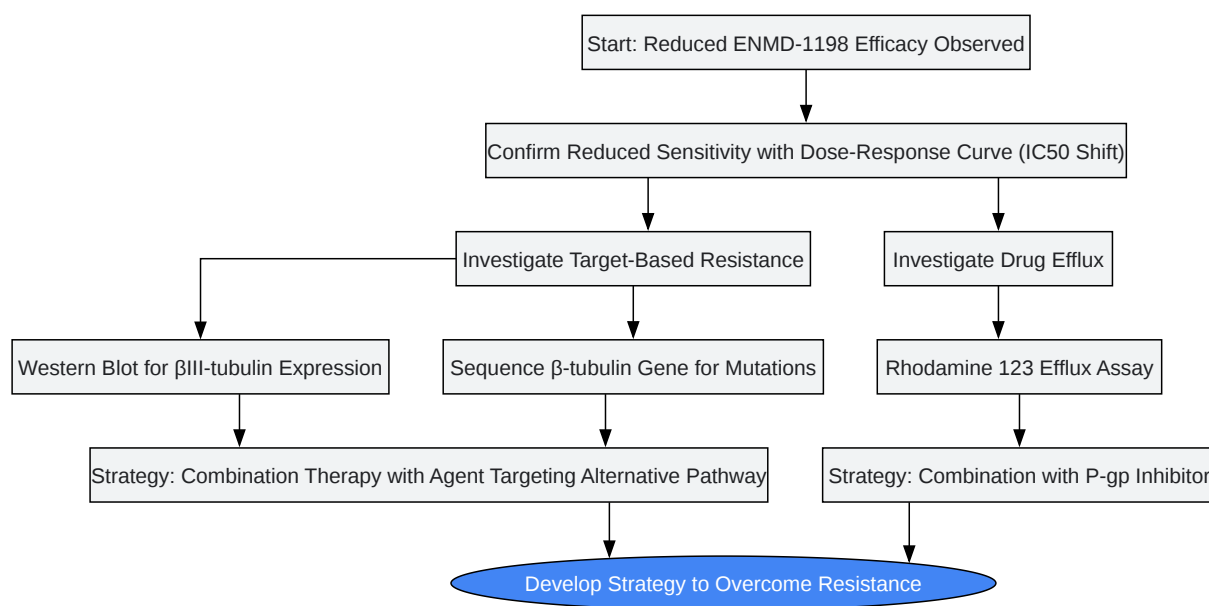 Start: Reduced ENMD-1198 Efficacy Observed
Confirm Reduced Sensitivity with Dose-Response Curve (IC50 Shift)
Investigate Target-Based Resistance
Investigate Drug Efflux
Western Blot for βIII-tubulin Expression
Sequence β-tubulin Gene for Mutations
Rhodamine 123 Efflux Assay
Strategy: Combination Therapy with Agent Targeting Alternative Pathway
Strategy: Combination with P-gp Inhibitor
Develop Strategy to Overcome Resistance